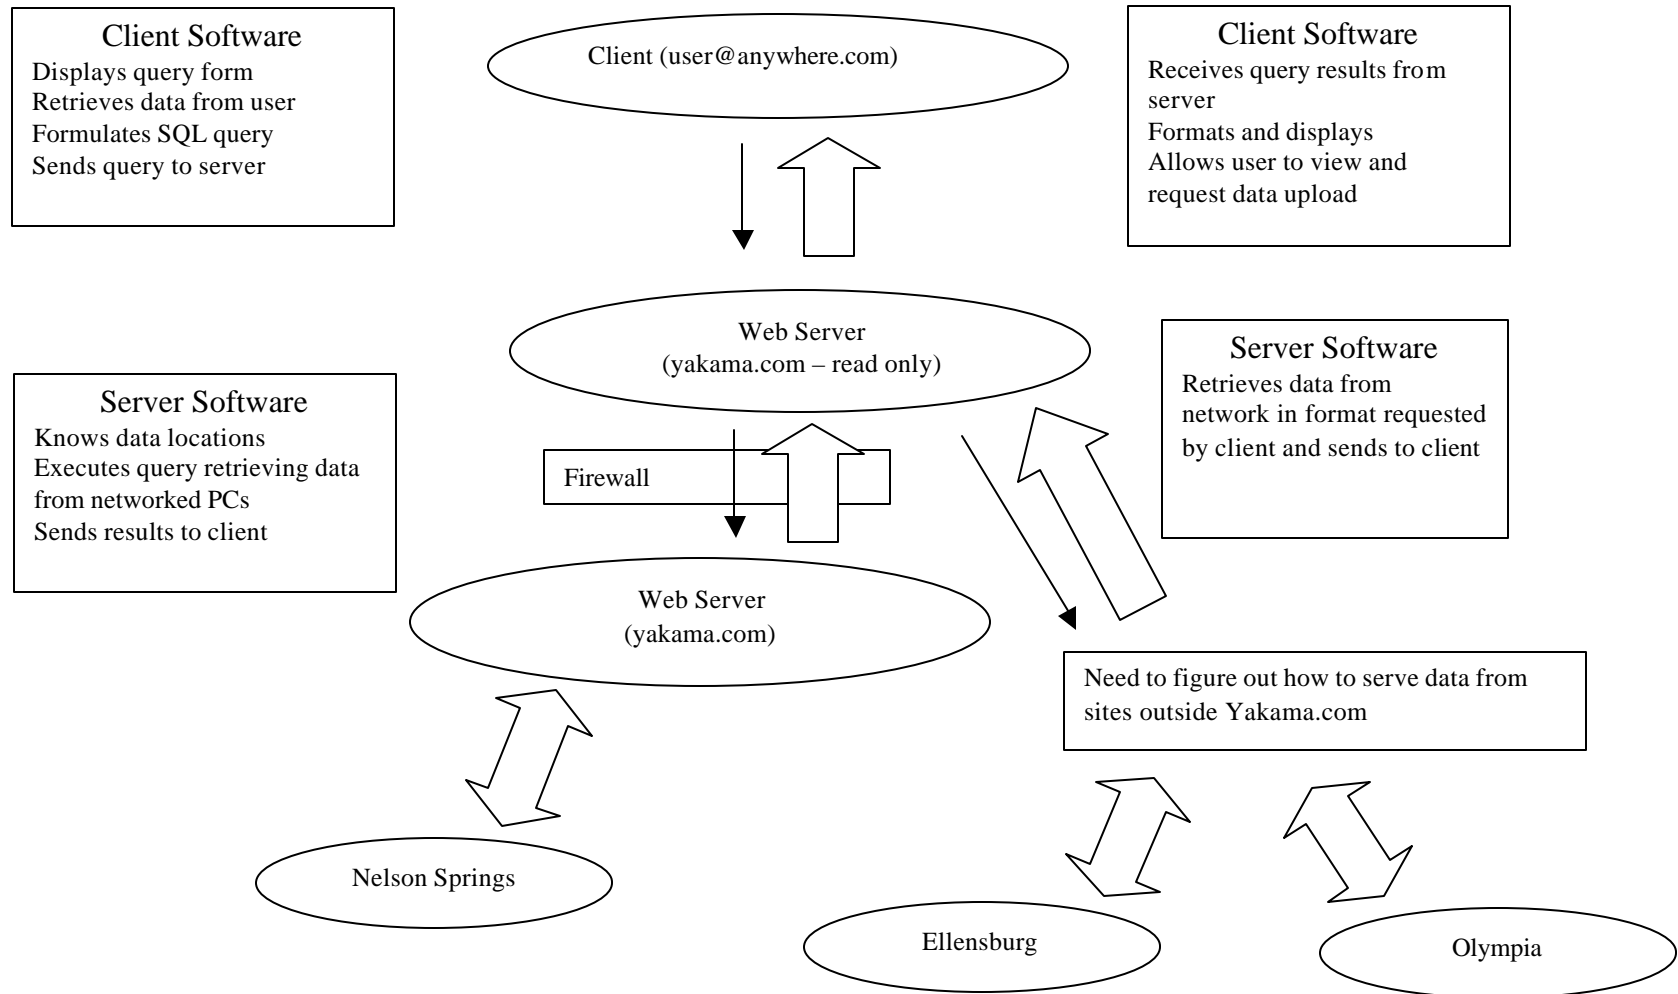 Client Software
Displays query form
Retrieves data from user
Formulates SQL query
Sends query to server
Client (user@anywhere.com)
Client Software
Receives query results from
server
Formats and displays
Allows user to view and
request data upload
Web Server
(yakama.com – read only)
Server Software
Retrieves data from
network in format requested
by client and sends to client
Server Software
Knows data locations
Executes query retrieving data
from networked PCs
Sends results to client
Firewall
Web Server
(yakama.com)
Need to figure out how to serve data from
sites outside Yakama.com
Nelson Springs
Ellensburg
Olympia